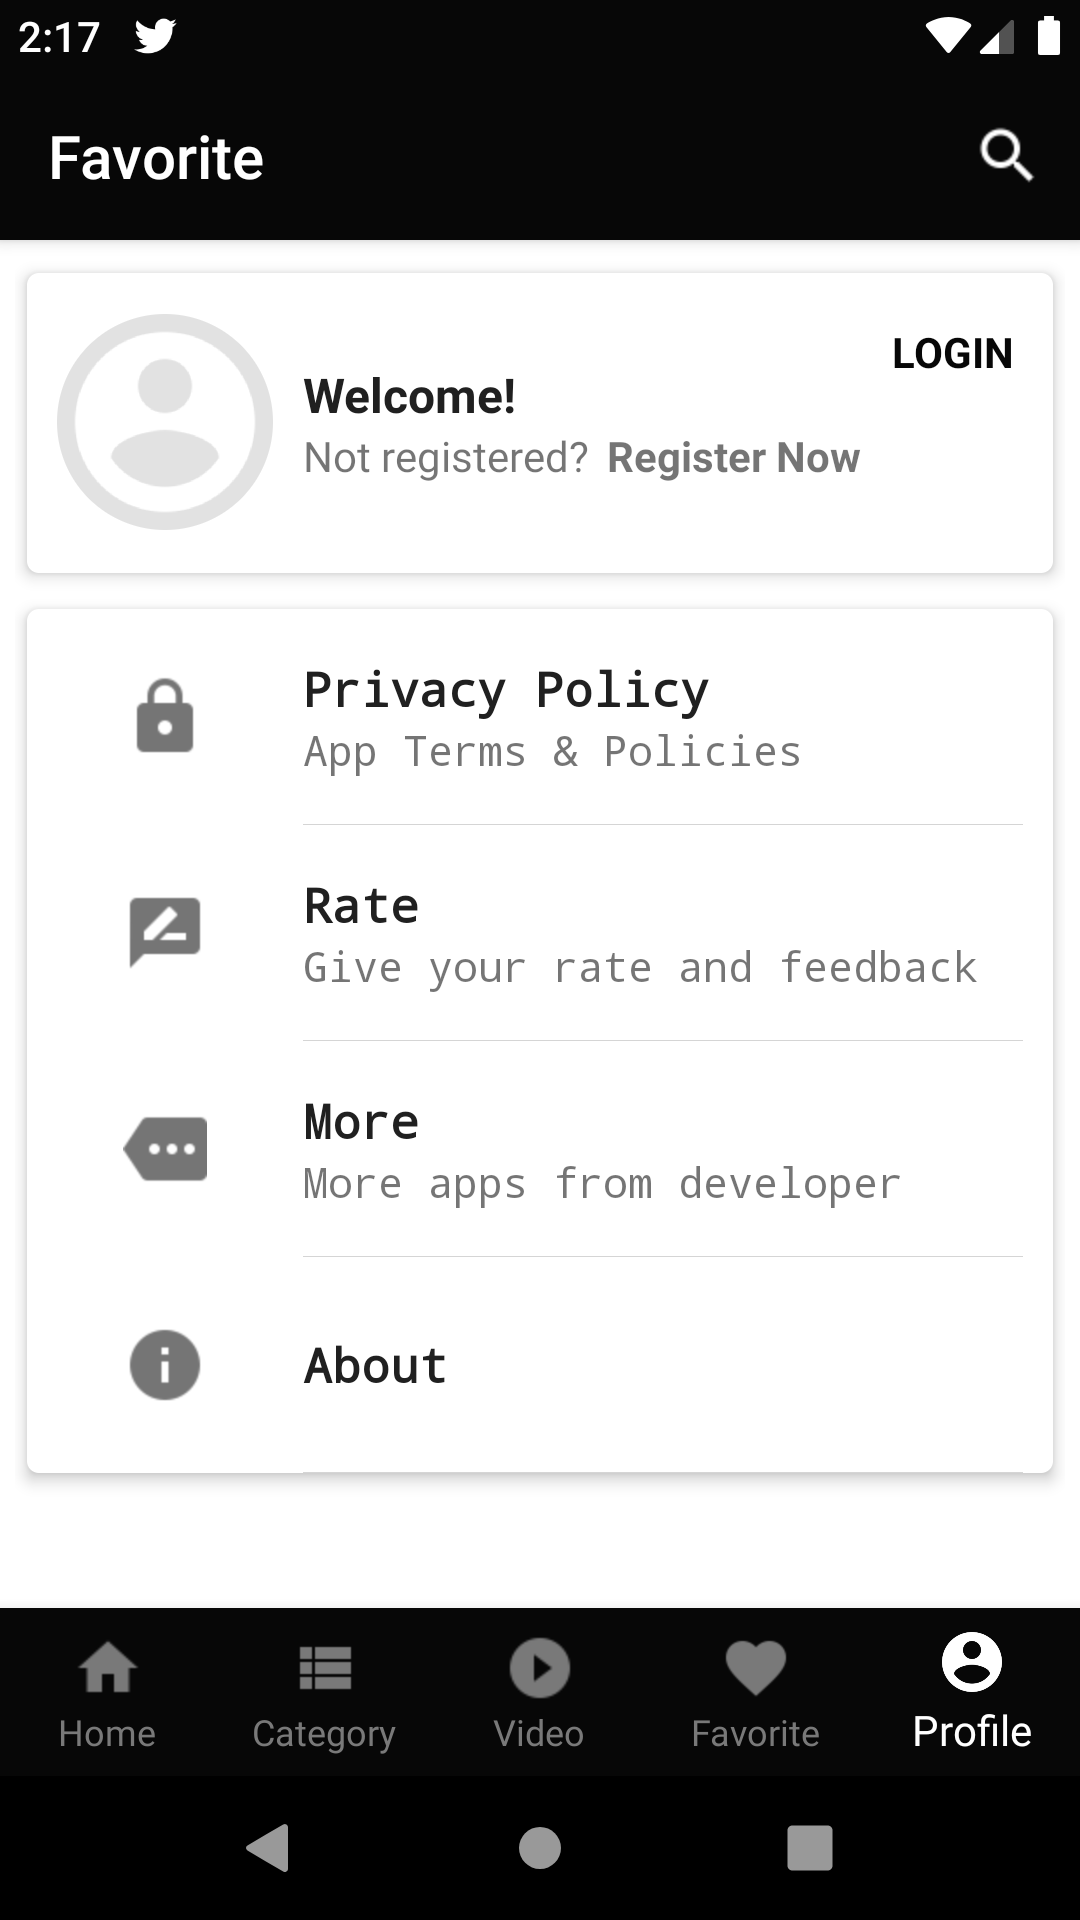 2:17
Favorite
LOGIN
Welcome!
Not registered? Register Now
Privacy Policy
App Terms & Policies
Rate
Give your rate and feedback
More
More apps from developer
About
Home Category Video Favorite Profile